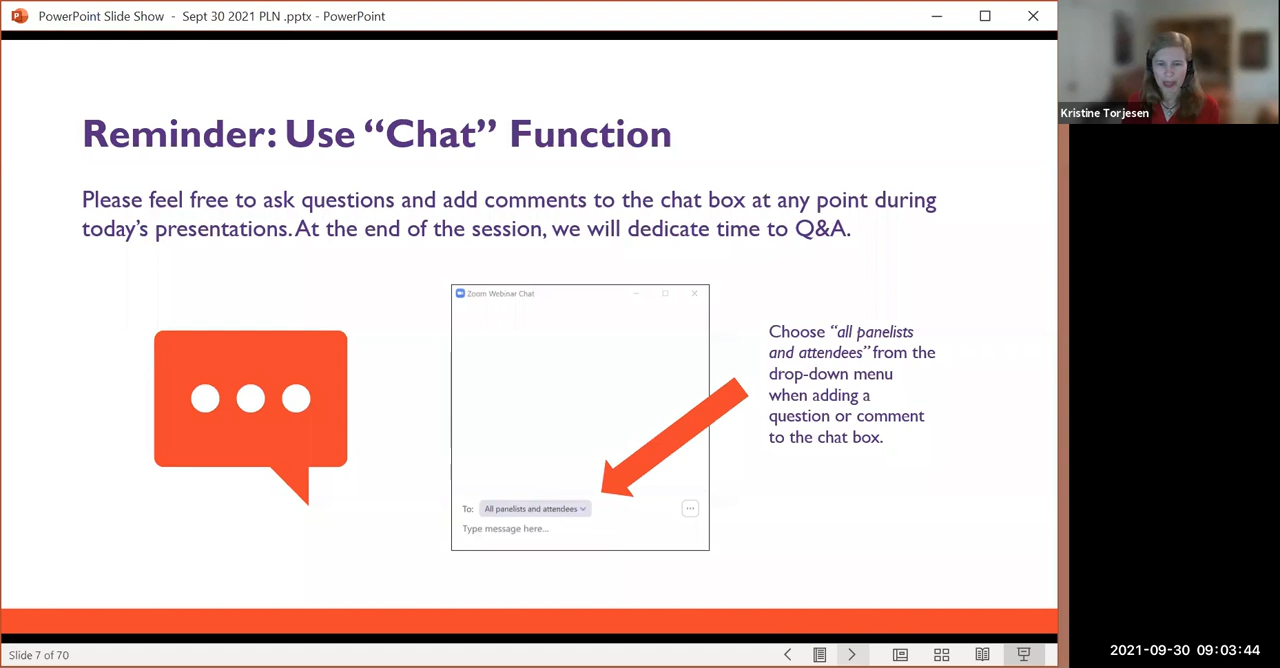 PowerPoint Slide Show - Sept 30 2021 PLN .pptx - PowerPoint
Kristine Torjesen
Reminder: Use “Chat” Function
Please feel free to ask questions and add comments to the chat box at any point during
today’s presentations. At the end of the session, we will dedicate time to Q&A.
Zoom Webinar Chat
Choose “all panelists
and attendees” from the
drop-down menu
when adding a
question or comment
to the chat box.
To: All panelists and attendees
Type message here...
Slide 7 of 70
2021-09-30 09:03:44